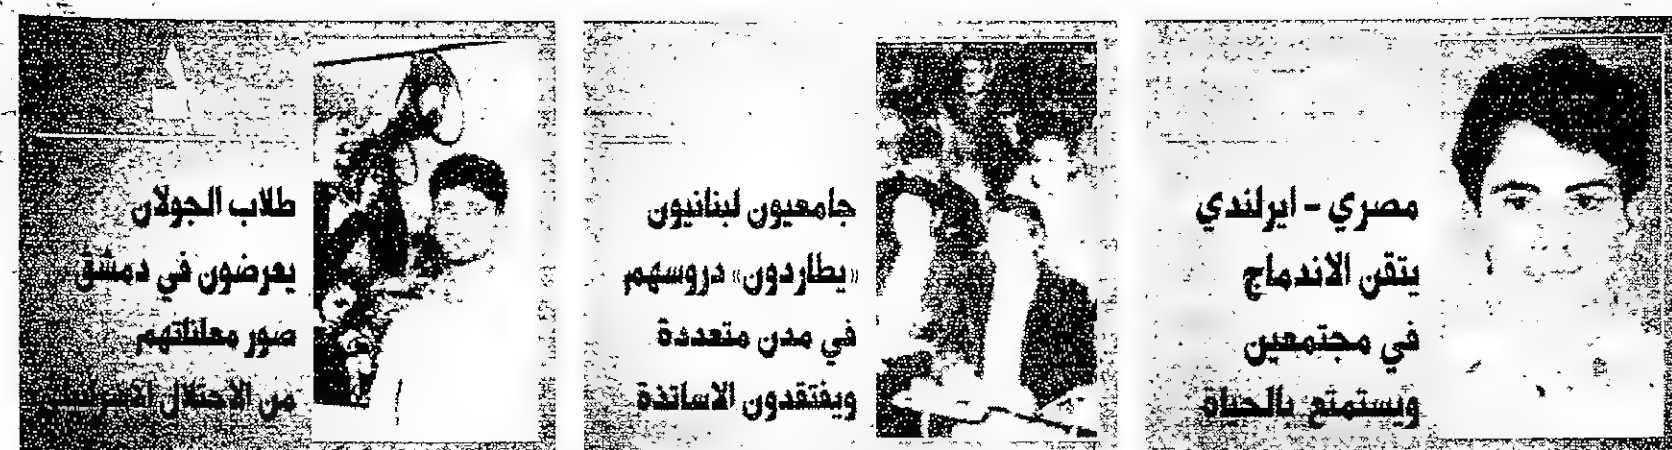 مصري - ايرلندي
يتقن الاندماج
في مجتمعين
ويستمتع بالحياة
جامعيون لبنانيون
«يطاردون» دروسهم
في مدن متعددة
ويفتقدون الاساتذة
طلاب الجولان
يعرضون في دمشق
صور معاناتهم
من الاحتلال الاسرائيلي